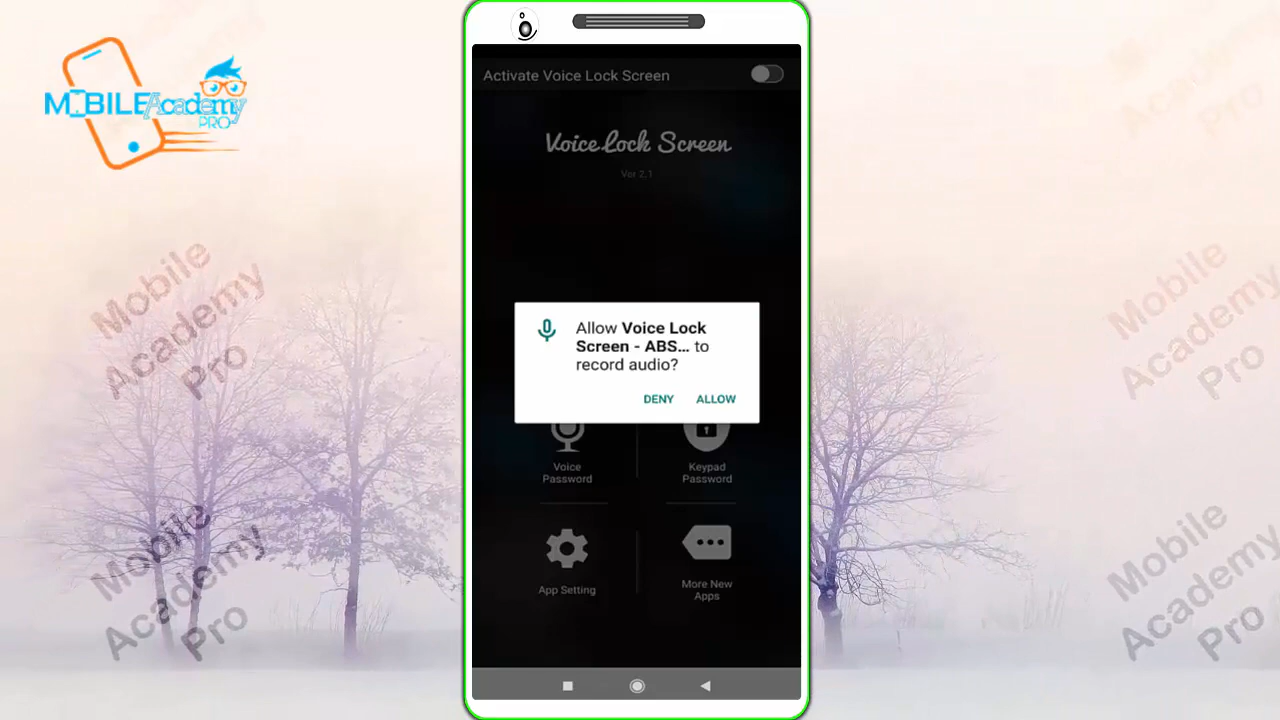 MOBILE Academy
PRO
Activate Voice Lock Screen
Voice Lock Screen
Ver 2,1
Allow Voice Lock
Screen - ABS... to
record audio?
DENY ALLOW
Voice
Password
Keypad
Password
App Setting
More New
Apps
Mobile
Academy
Pro
Mobile
Academy
Pro
Mobile
Academy
Pro
Mobile
Academy
Pro
Academy
Pro